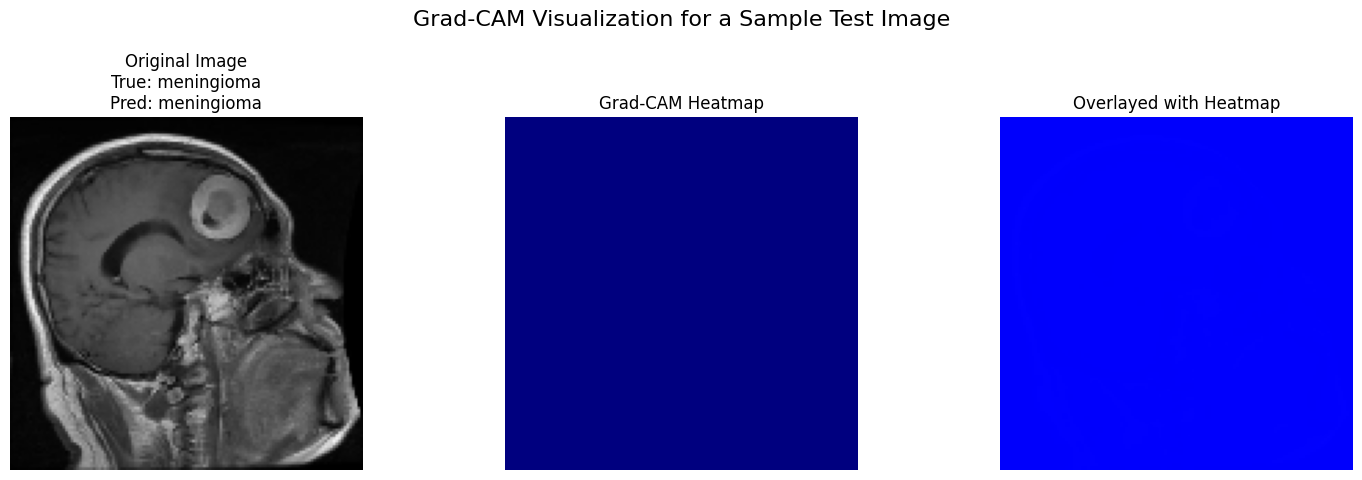 Grad-CAM Visualization for a Sample Test Image
Original Image
True: meningioma
Pred: meningioma
Grad-CAM Heatmap
Overlayed with Heatmap